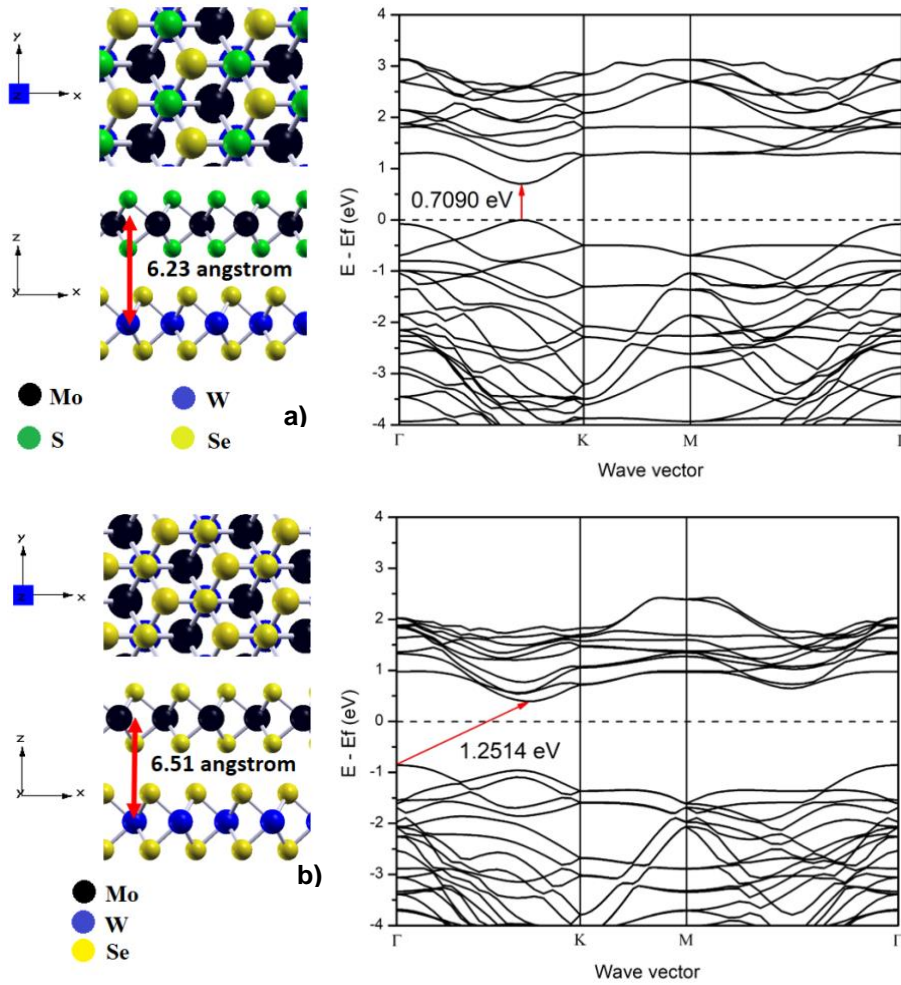 y
z
x
z
y
x
6.23 angstrom
Mo
W
S
Se
a)
4
3
2
1
0
-1
-2
-3
-4
E - Ef (eV)
0.7090 eV
Γ
K
M
Γ
Wave vector
y
x
z
y
x
6.51 angstrom
Mo
W
Se
b)
4
3
2
1
0
-1
-2
-3
-4
E - Ef (eV)
1.2514 eV
Γ
K
M
Γ
Wave vector